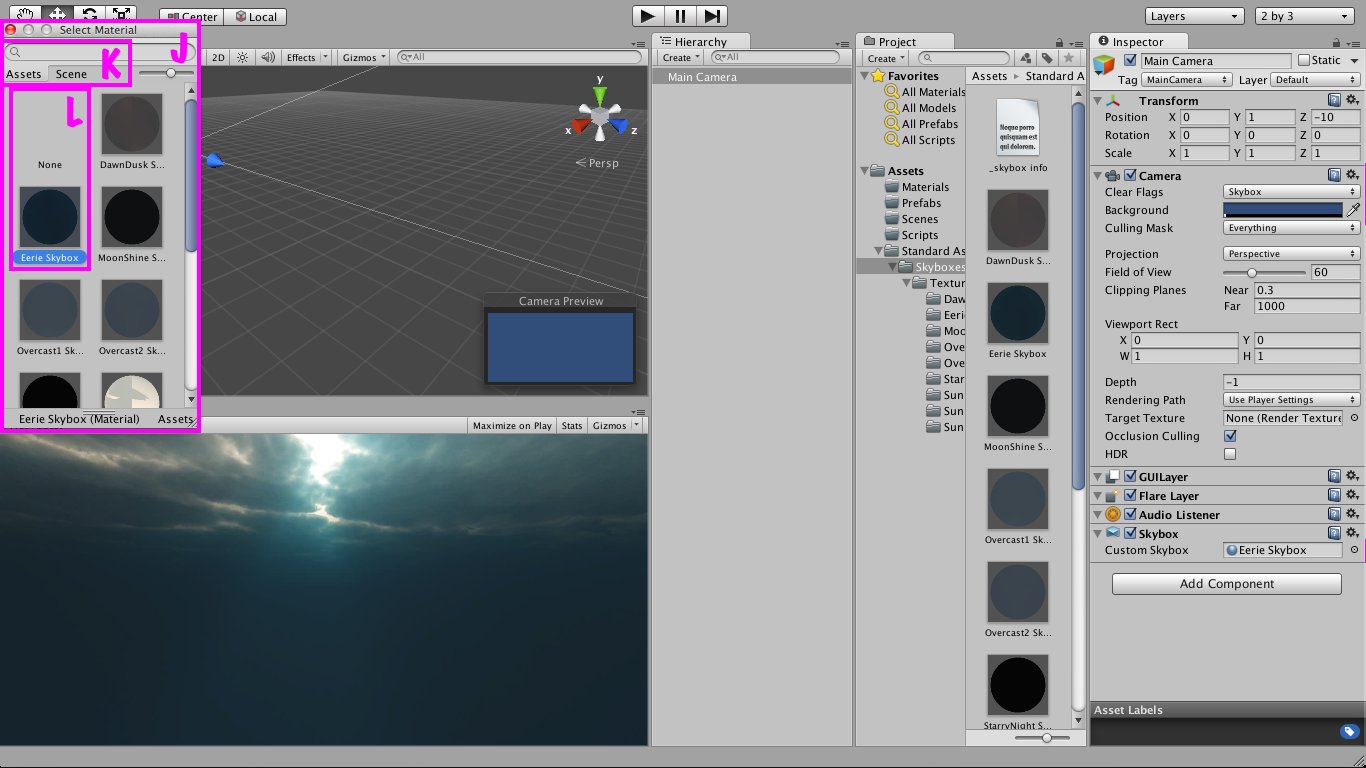 Center
Local
Layers
2 by 3
Select Material
J
K
Assets
Scene
L
None
DawnDusk S...
Eerie Skybox
MoonShine S...
Overcast1 Sk...
Overcast2 Sk...
Eerie Skybox (Material)
Assets
2D
Effects
Gizmos
All
y
x
z
Persp
Camera Preview
Maximize on Play
Stats
Gizmos
Hierarchy
Create
All
Main Camera
Project
Create
Favorites
All Materials
All Models
All Prefabs
All Scripts
Assets
Materials
Prefabs
Scenes
Scripts
Standard As
Skyboxes
Textur
Daw
Eeri
Moo
Ove
Ove
Star
Sun
Sun
Sun
Assets
Standard A
Neque porro
quisquam est
qui dolorem.
_skybox info
DawnDusk S...
Eerie Skybox
MoonShine S...
Overcast1 Sk...
Overcast2 Sk...
StarryNight S...
Inspector
Main Camera
Static
Tag MainCamera Layer Default
Transform
Position X 0 Y 1 Z -10
Rotation X 0 Y 0 Z 0
Scale X 1 Y 1 Z 1
Camera
Clear Flags Skybox
Background
Culling Mask Everything
Projection Perspective
Field of View 60
Clipping Planes Near 0.3
Far 1000
Viewport Rect
X 0 Y 0
W 1 H 1
Depth -1
Rendering Path Use Player Settings
Target Texture None (Render Texture
Occlusion Culling
HDR
GUILayer
Flare Layer
Audio Listener
Skybox
Custom Skybox Eerie Skybox
Add Component
Asset Labels